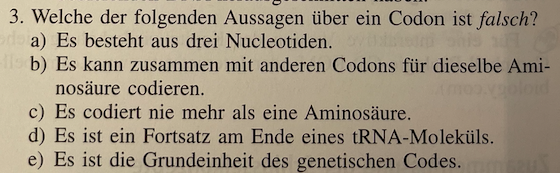 3. Welche der folgenden Aussagen über ein Codon ist falsch?
a) Es besteht aus drei Nucleotiden.
b) Es kann zusammen mit anderen Codons für dieselbe Ami-
nosäure codieren.
c) Es codiert nie mehr als eine Aminosäure.
d) Es ist ein Fortsatz am Ende eines tRNA-Moleküls.
e) Es ist die Grundeinheit des genetischen Codes.